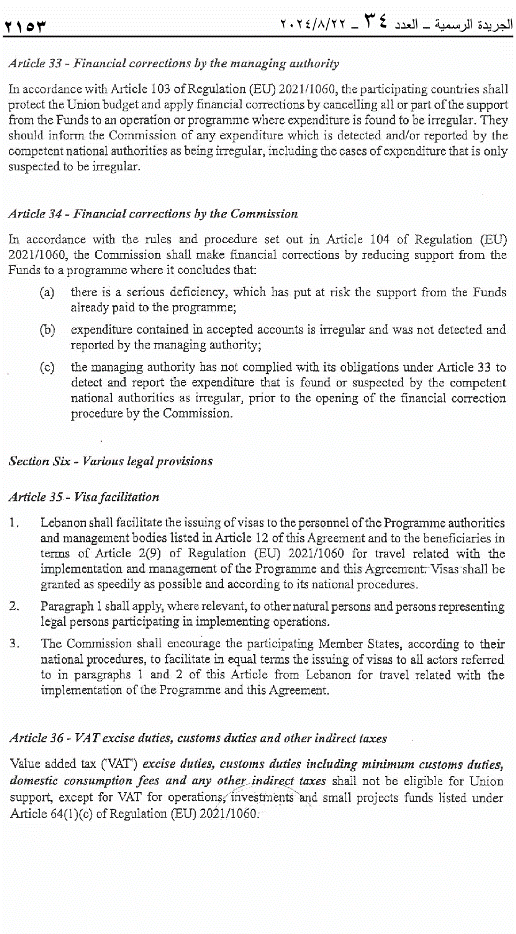 الجريدة الرسمية – العدد ٣٤ – ٢٠٢٤/٨/٢٢
٢١٥٣
Article 33 - Financial corrections by the managing authority
In accordance with Article 103 of Regulation (EU) 2021/1060, the participating countries shall
protect the Union budget and apply financial corrections by cancelling all or part of the support
from the Funds to an operation or programme where expenditure is found to be irregular. They
should inform the Commission of any expenditure which is detected and/or reported by the
competent national authorities as being irregular, including the cases of expenditure that is only
suspected to be irregular.
Article 34 - Financial corrections by the Commission
In accordance with the rules and procedure set out in Article 104 of Regulation (EU)
2021/1060, the Commission shall make financial corrections by reducing support from the
Funds to a programme where it concludes that:
(a) there is a serious deficiency, which has put at risk the support from the Funds
already paid to the programme;
(b) expenditure contained in accepted accounts is irregular and was not detected and
reported by the managing authority;
(c) the managing authority has not complied with its obligations under Article 33 to
detect and report the expenditure that is found or suspected by the competent
national authorities as irregular, prior to the opening of the financial correction
procedure by the Commission.
Section Six - Various legal provisions
Article 35 - Visa facilitation
1. Lebanon shall facilitate the issuing of visas to the personnel of the Programme authorities
and management bodies listed in Article 12 of this Agreement and to the beneficiaries in
terms of Article 2(9) of Regulation (EU) 2021/1060 for travel related with the
implementation and management of the Programme and this Agreement. Visas shall be
granted as speedily as possible and according to its national procedures.
2. Paragraph 1 shall apply, where relevant, to other natural persons and persons representing
legal persons participating in implementing operations.
3. The Commission shall encourage the participating Member States, according to their
national procedures, to facilitate in equal terms the issuing of visas to all actors referred
to in paragraphs 1 and 2 of this Article from Lebanon for travel related with the
implementation of the Programme and this Agreement.
Article 36 - VAT excise duties, customs duties and other indirect taxes
Value added tax ('VAT') excise duties, customs duties including minimum customs duties,
domestic consumption fees and any other indirect taxes shall not be eligible for Union
support, except for VAT for operations, investments and small projects funds listed under
Article 64(1)(c) of Regulation (EU) 2021/1060.